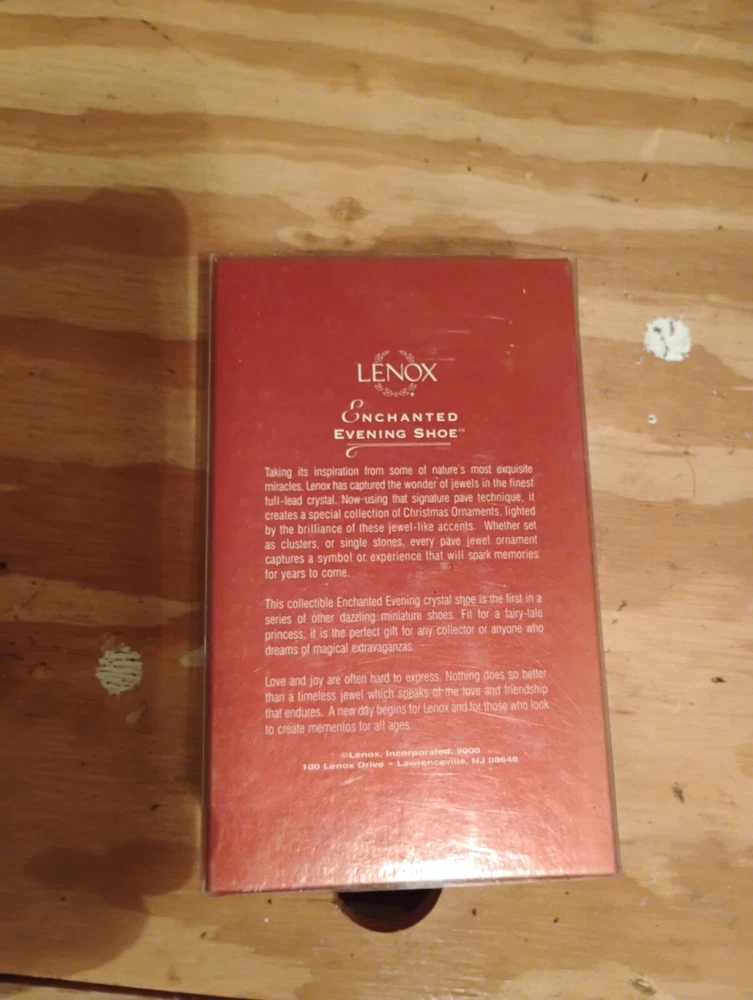 LENOX
ENCHANTED
EVENING SHOE™
Taking its inspiration from some of nature's most exquisite
miracles, Lenox has captured the wonder of jewels in the finest
full-lead crystal. Now using that signature pave technique, it
creates a special collection of Christmas Ornaments, lighted
by the brilliance of these jewel-like accents. Whether set
as clusters, or single stones, every pave jewel ornament
captures a symbol or experience that will spark memories
for years to come.
This collectible Enchanted Evening crystal shoe is the first in a
series of other dazzling miniature shoes. Fit for a fairy-tale
princess, it is the perfect gift for any collector or anyone who
dreams of magical extravaganzas.
Love and joy are often hard to express. Nothing does so better
than a timeless jewel which speaks of the love and friendship
that endures. A new day begins for Lenox and for those who look
to create mementos for all ages.
©Lenox, Incorporated,
100 Lenox Drive • Lawrenceville, NJ 08648